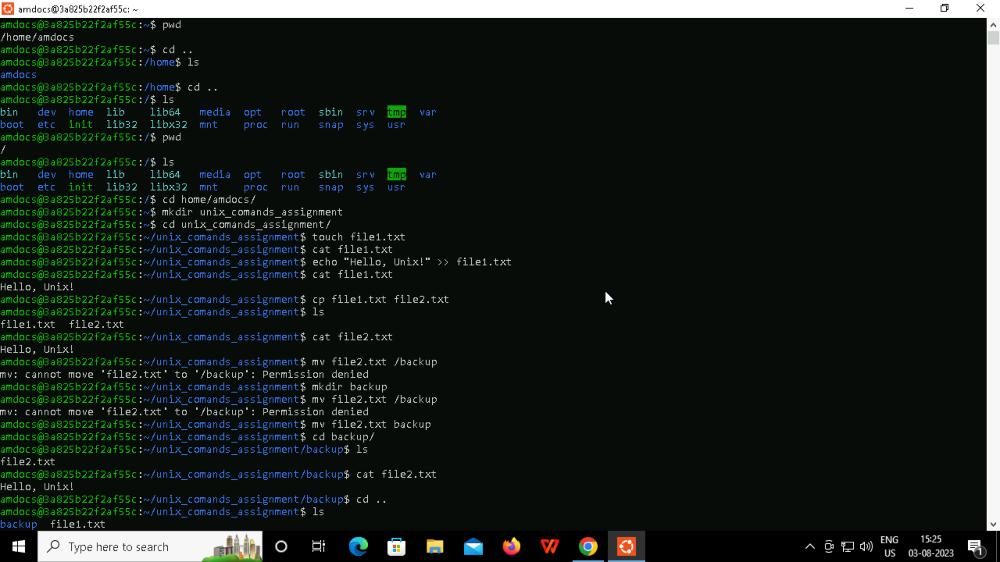 amdocs@3a825b22f2af55c: ~
amdocs@3a825b22f2af55c:~$ pwd
/home/amdocs
amdocs@3a825b22f2af55c:~$ cd ..
amdocs@3a825b22f2af55c:/home$ ls
amdocs
amdocs@3a825b22f2af55c:/home$ cd ..
amdocs@3a825b22f2af55c:/$ ls
bin dev home lib lib64 media opt root sbin srv tmp var
boot etc init lib32 libx32 mnt proc run snap sys usr
amdocs@3a825b22f2af55c:/$ pwd
/
amdocs@3a825b22f2af55c:/$ ls
bin dev home lib lib64 media opt root sbin srv tmp var
boot etc init lib32 libx32 mnt proc run snap sys usr
amdocs@3a825b22f2af55c:/$ cd home/amdocs/
amdocs@3a825b22f2af55c:~$ mkdir unix_comands_assignment
amdocs@3a825b22f2af55c:~$ cd unix_comands_assignment/
amdocs@3a825b22f2af55c:~/unix_comands_assignment$ touch file1.txt
amdocs@3a825b22f2af55c:~/unix_comands_assignment$ cat file1.txt
amdocs@3a825b22f2af55c:~/unix_comands_assignment$ echo "Hello, Unix!" >> file1.txt
amdocs@3a825b22f2af55c:~/unix_comands_assignment$ cat file1.txt
Hello, Unix!
amdocs@3a825b22f2af55c:~/unix_comands_assignment$ cp file1.txt file2.txt
amdocs@3a825b22f2af55c:~/unix_comands_assignment$ ls
file1.txt file2.txt
amdocs@3a825b22f2af55c:~/unix_comands_assignment$ cat file2.txt
Hello, Unix!
amdocs@3a825b22f2af55c:~/unix_comands_assignment$ mv file2.txt /backup
mv: cannot move 'file2.txt' to '/backup': Permission denied
amdocs@3a825b22f2af55c:~/unix_comands_assignment$ mkdir backup
amdocs@3a825b22f2af55c:~/unix_comands_assignment$ mv file2.txt /backup
mv: cannot move 'file2.txt' to '/backup': Permission denied
amdocs@3a825b22f2af55c:~/unix_comands_assignment$ mv file2.txt backup
amdocs@3a825b22f2af55c:~/unix_comands_assignment$ cd backup/
amdocs@3a825b22f2af55c:~/unix_comands_assignment/backup$ ls
file2.txt
amdocs@3a825b22f2af55c:~/unix_comands_assignment/backup$ cat file2.txt
Hello, Unix!
amdocs@3a825b22f2af55c:~/unix_comands_assignment/backup$ cd ..
amdocs@3a825b22f2af55c:~/unix_comands_assignment$ ls
backup file1.txt
Type here to search
ENG
US
15:25
03-08-2023
1